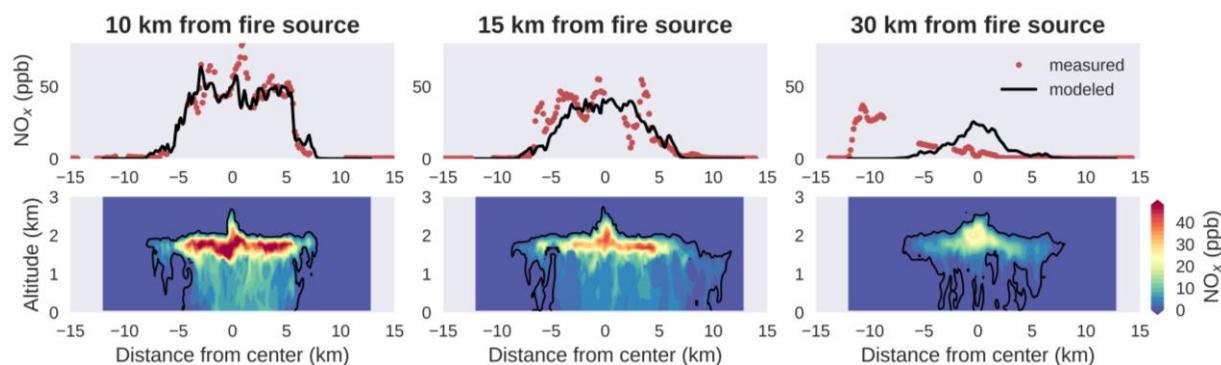 10 km from fire source 15 km from fire source 30 km from fire source
NOₓ (ppb)
50
0
−15 −10 −5 0 5 10 15
50
0
−15 −10 −5 0 5 10 15
measured
modeled
50
0
−15 −10 −5 0 5 10 15
Altitude (km)
3
2
1
0
−15 −10 −5 0 5 10 15
Distance from center (km)
3
2
1
0
−15 −10 −5 0 5 10 15
Distance from center (km)
3
2
1
0
−15 −10 −5 0 5 10 15
Distance from center (km)
40
30
20
10
0
NOₓ (ppb)